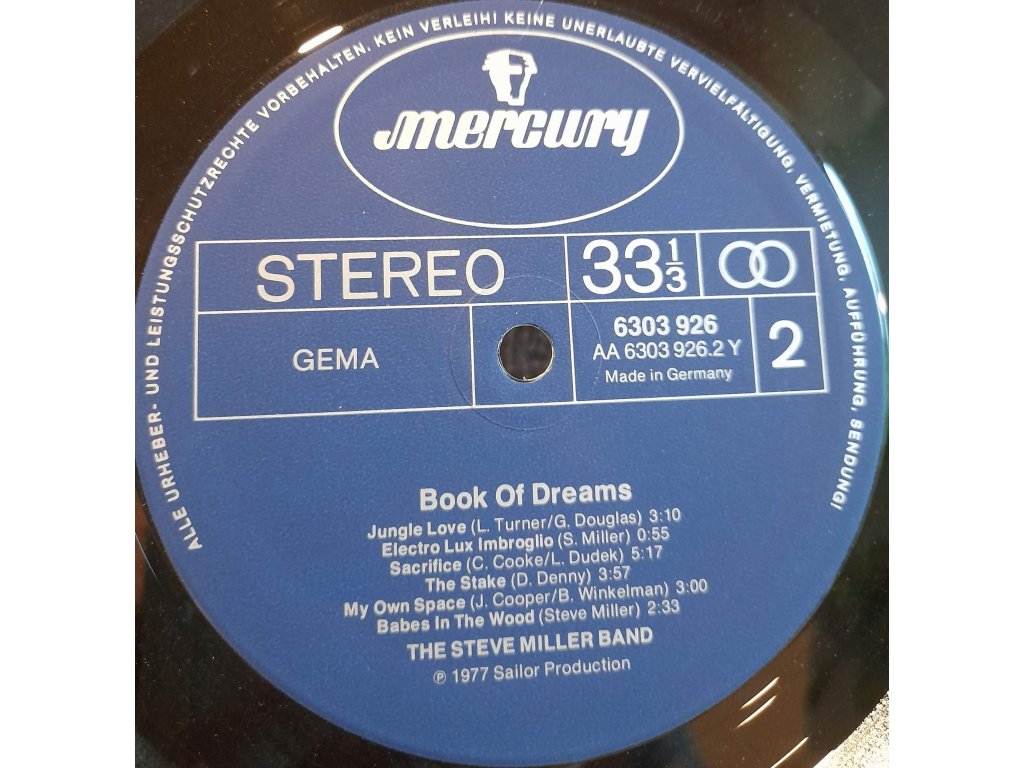 ALLE URHEBER- UND LEISTUNGSSCHUTZRECHTE VORBEHALTEN. KEIN VERLEIH! KEINE UNERLAUBTE VERVIELFÄLTIGUNG, VERMIETUNG, AUFFÜHRUNG, SENDUNG!
mercury
STEREO
33 1/3
GEMA
6303 926
AA 6303 926.2 Y
Made in Germany
2
Book Of Dreams
Jungle Love (L. Turner/G. Douglas) 3:10
Electro Lux Imbroglio (S. Miller) 0:55
Sacrifice (C. Cooke/L. Dudek) 5:17
The Stake (D. Denny) 3:57
My Own Space (J. Cooper/B. Winkelman) 3:00
Babes In The Wood (Steve Miller) 2:33
THE STEVE MILLER BAND
℗ 1977 Sailor Production